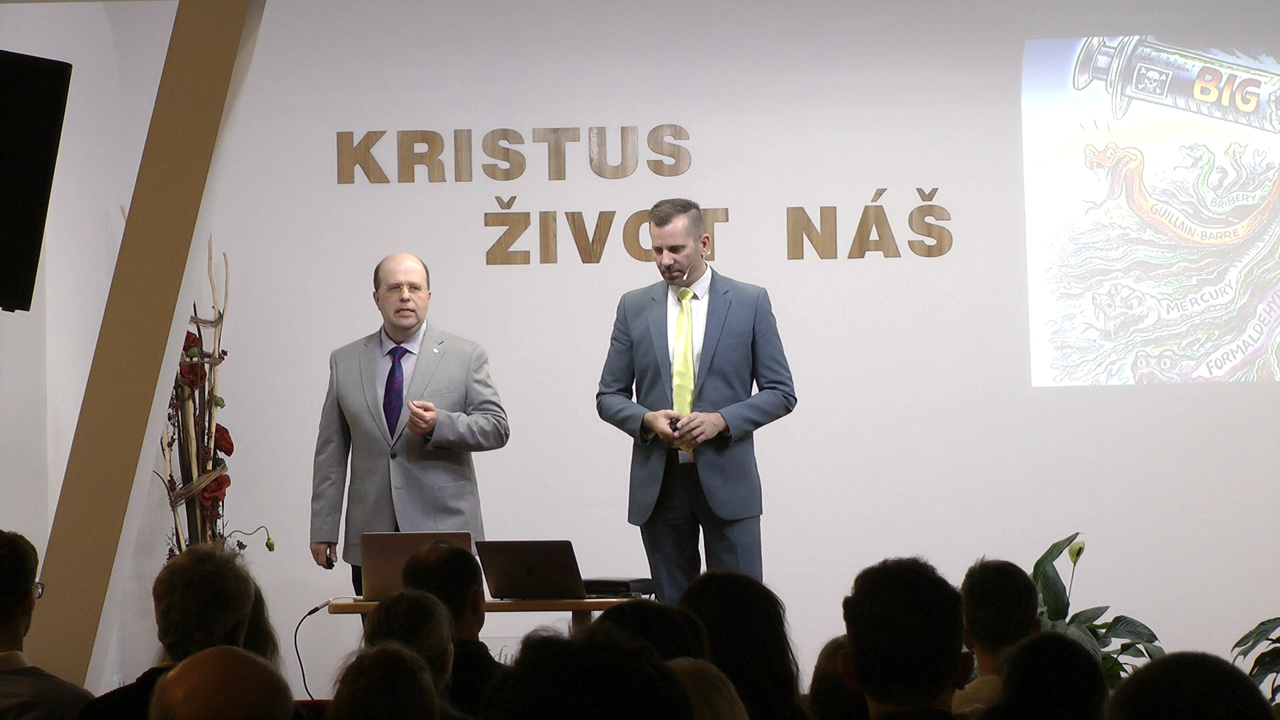 KRISTUS
ŽIVOT NÁŠ
BIG
BRIBERY
GUILLAIN-BARRE
MERCURY